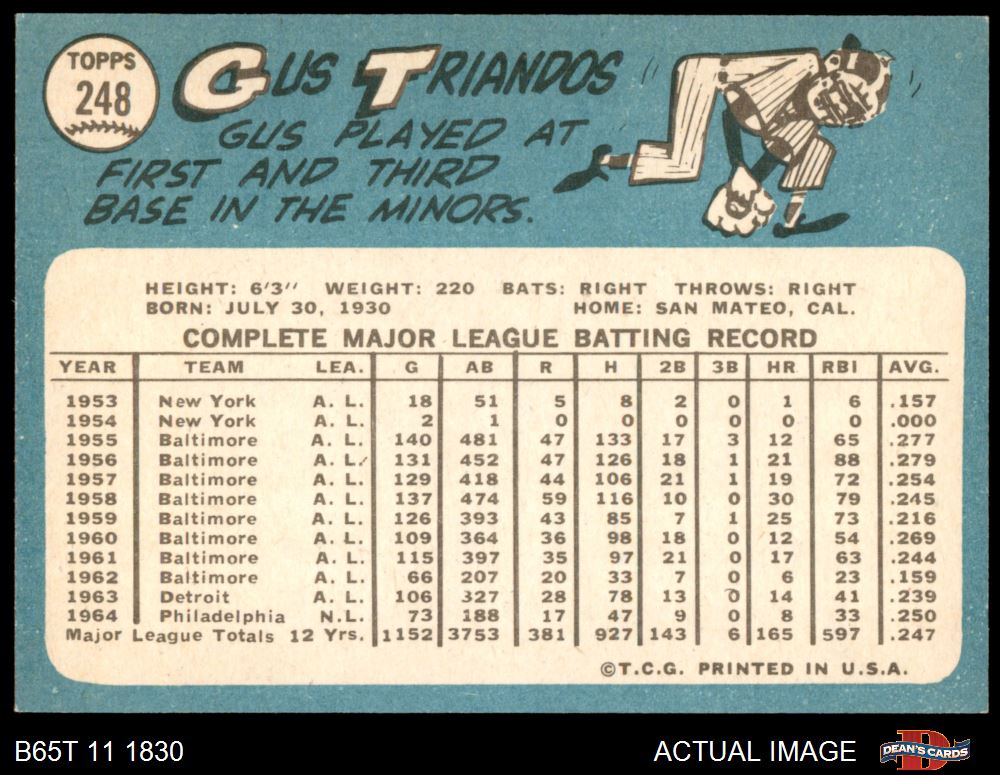 TOPPS
248
GUS TRIANDOS
GUS PLAYED AT
FIRST AND THIRD
BASE IN THE MINORS.
HEIGHT: 6'3" WEIGHT: 220 BATS: RIGHT THROWS: RIGHT
BORN: JULY 30, 1930 HOME: SAN MATEO, CAL.
COMPLETE MAJOR LEAGUE BATTING RECORD
YEAR TEAM LEA. G AB R H 2B 3B HR RBI AVG.
1953 New York A. L. 18 51 5 8 2 0 1 6 .157
1954 New York A. L. 2 1 0 0 0 0 0 0 .000
1955 Baltimore A. L. 140 481 47 133 17 3 12 65 .277
1956 Baltimore A. L. 131 452 47 126 18 1 21 88 .279
1957 Baltimore A. L. 129 418 44 106 21 1 19 72 .254
1958 Baltimore A. L. 137 474 59 116 10 0 30 79 .245
1959 Baltimore A. L. 126 393 43 85 7 1 25 73 .216
1960 Baltimore A. L. 109 364 36 98 18 0 12 54 .269
1961 Baltimore A. L. 115 397 35 97 21 0 17 63 .244
1962 Baltimore A. L. 66 207 20 33 7 0 6 23 .159
1963 Detroit A. L. 106 327 28 78 13 0 14 41 .239
1964 Philadelphia N.L. 73 188 17 47 9 0 8 33 .250
Major League Totals 12 Yrs. 1152 3753 381 927 143 6 165 597 .247
©T.C.G. PRINTED IN U.S.A.
B65T 11 1830 ACTUAL IMAGE D DEAN'S CARDS